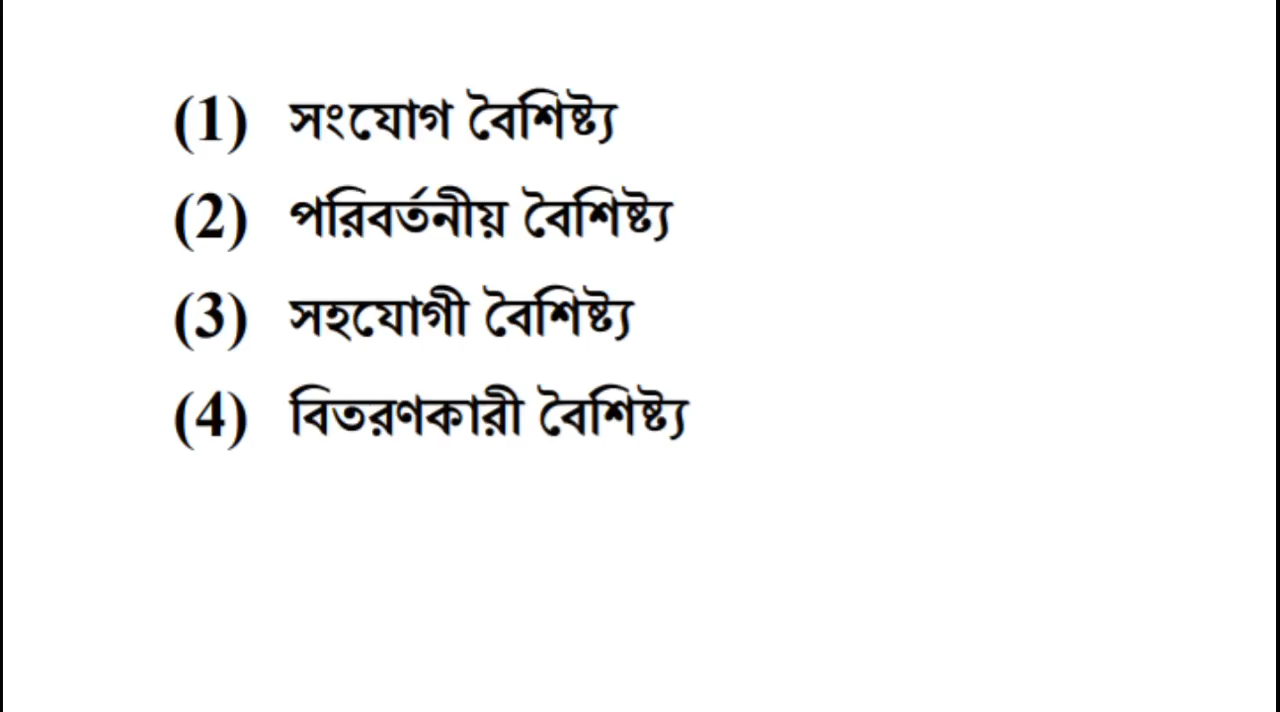 (1) সংযোগ বৈশিষ্ট্য
(2) পরিবর্তনীয় বৈশিষ্ট্য
(3) সহযোগী বৈশিষ্ট্য
(4) বিতরণকারী বৈশিষ্ট্য